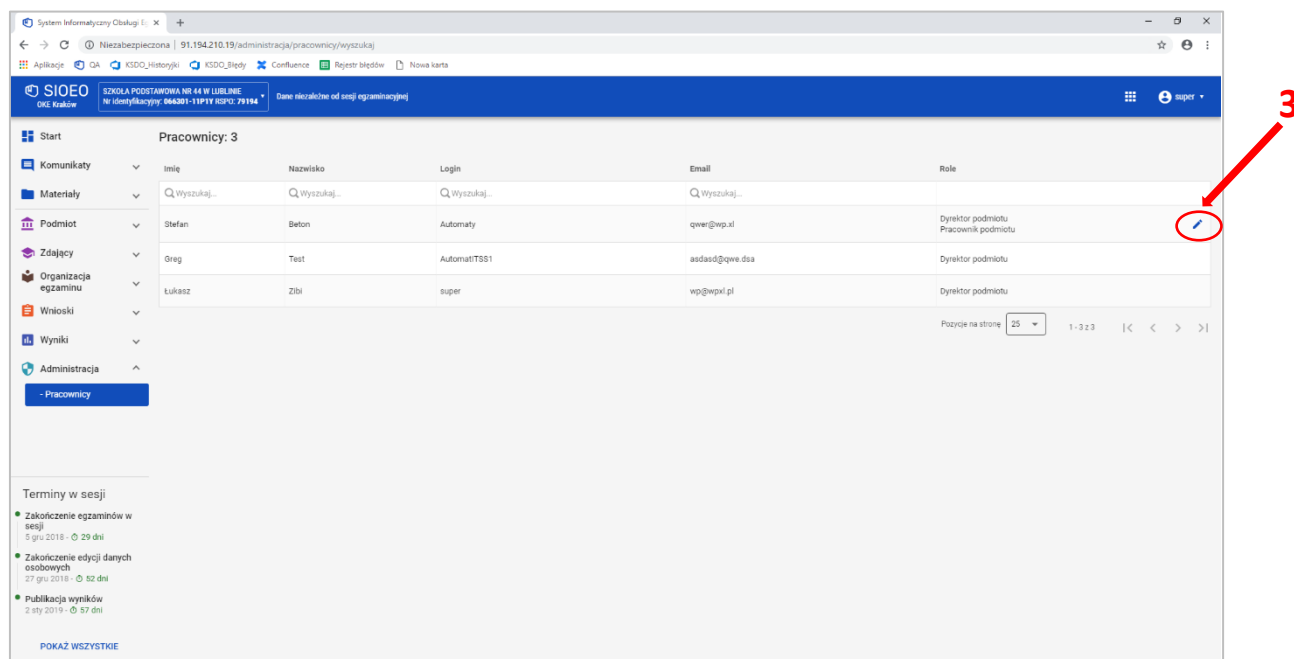 System Informatyczny Obsługi Eg
Niezabezpieczona | 91.194.210.19/administracja/pracownicy/wyszukaj
Aplikacje QA KSDO_Historyjki KSDO_Błędy Confluence Rejestr błędów Nowa karta
SIOEO
OKE Kraków
SZKOŁA PODSTAWOWA NR 44 W LUBLINIE
Nr identyfikacyjny: 066301-11P1Y RSPO: 79194
Dane niezależne od sesji egzaminacyjnej
super
3
Start
Komunikaty
Materiały
Podmiot
Zdający
Organizacja
egzaminu
Wnioski
Wyniki
Administracja
- Pracownicy
Pracownicy: 3
Imię Nazwisko Login Email Role
Wyszukaj... Wyszukaj... Wyszukaj... Wyszukaj...
Stefan Beton Automaty qwer@wp.xl Dyrektor podmiotu
Pracownik podmiotu
Greg Test AutomatiTSS1 asdasd@qwe.dsa Dyrektor podmiotu
Łukasz Zibi super wp@wpxl.pl Dyrektor podmiotu
Pozycje na stronę 25 1 - 3 z 3
Terminy w sesji
Zakończenie egzaminów w
sesji
5 gru 2018 - 29 dni
Zakończenie edycji danych
osobowych
27 gru 2018 - 52 dni
Publikacja wyników
2 sty 2019 - 57 dni
POKAŻ WSZYSTKIE